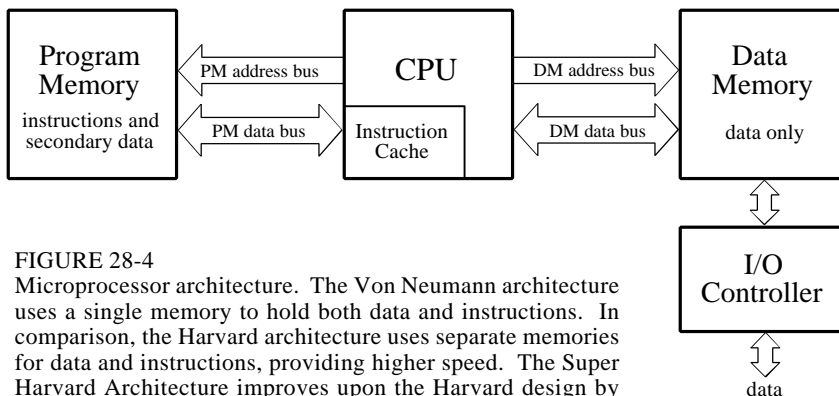 Program
Memory
instructions and
secondary data
PM address bus
PM data bus
CPU
Instruction
Cache
DM address bus
DM data bus
Data
Memory
data only
I/O
Controller
data
FIGURE 28-4
Microprocessor architecture. The Von Neumann architecture
uses a single memory to hold both data and instructions. In
comparison, the Harvard architecture uses separate memories
for data and instructions, providing higher speed. The Super
Harvard Architecture improves upon the Harvard design by